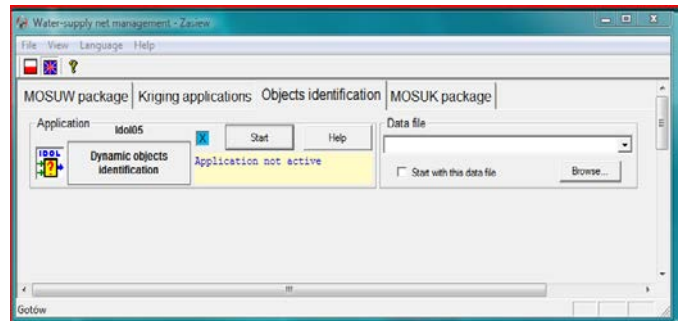 Water-supply net management - Zasiew
File View Language Help
MOSUW package Kriging applications Objects identification MOSUK package
Application
Idol05
X Start Help
IDOL
?
Dynamic objects
identification
Application not active
Data file
Start with this data file Browse...
Gotów